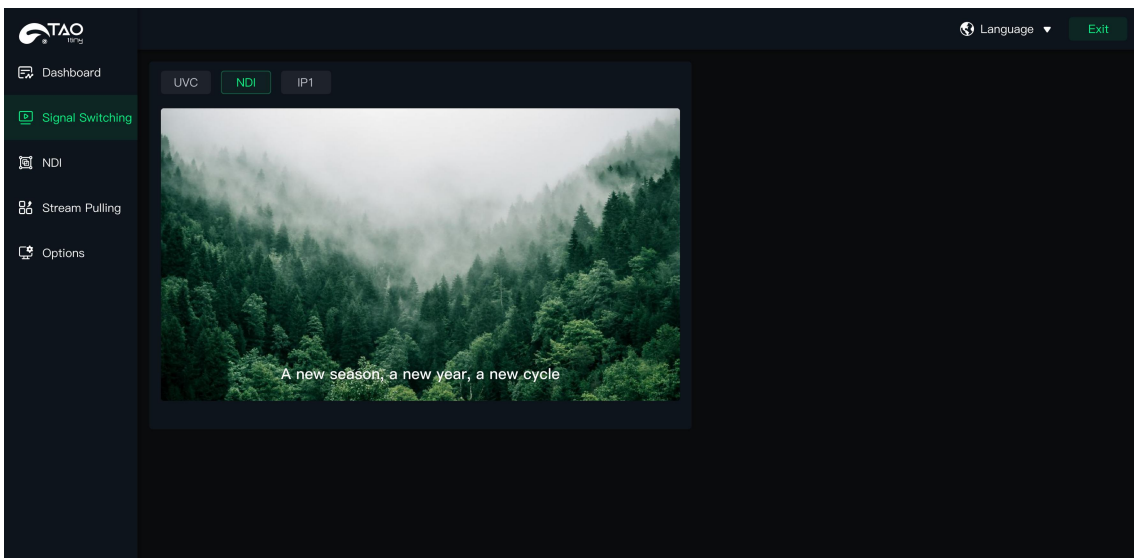 TAO
1tiny
Language
Exit
Dashboard
Signal Switching
NDI
Stream Pulling
Options
UVC
NDI
IP1
A new season, a new year, a new cycle